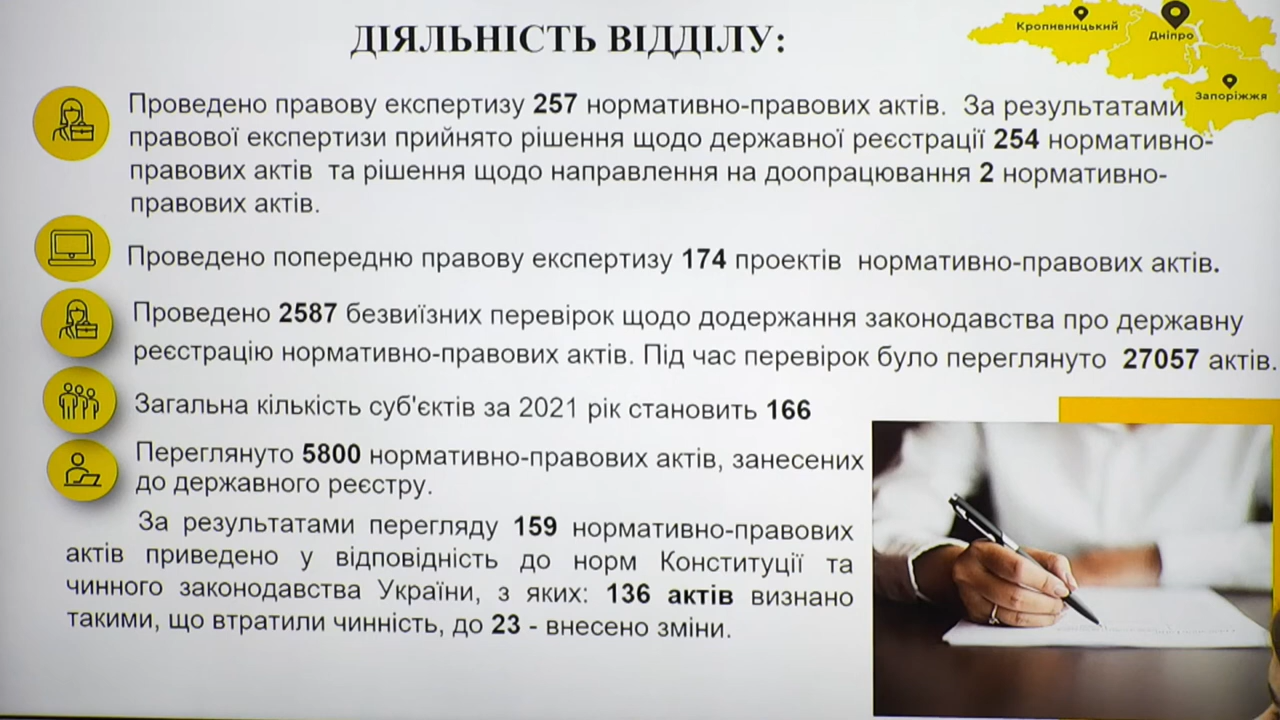 ДІЯЛЬНІСТЬ ВІДДІЛУ:
Кропивницький
Дніпро
Запоріжжя
Проведено правову експертизу 257 нормативно-правових актів. За результатами
правової експертизи прийнято рішення щодо державної реєстрації 254 нормативно-
правових актів та рішення щодо направлення на доопрацювання 2 нормативно-
правових актів.
Проведено попередню правову експертизу 174 проектів нормативно-правових актів.
Проведено 2587 безвиїзних перевірок щодо додержання законодавства про державну
реєстрацію нормативно-правових актів. Під час перевірок було переглянуто 27057 актів.
Загальна кількість суб'єктів за 2021 рік становить 166
Переглянуто 5800 нормативно-правових актів, занесених
до державного реєстру.
За результатами перегляду 159 нормативно-правових
актів приведено у відповідність до норм Конституції та
чинного законодавства України, з яких: 136 актів визнано
такими, що втратили чинність, до 23 - внесено зміни.